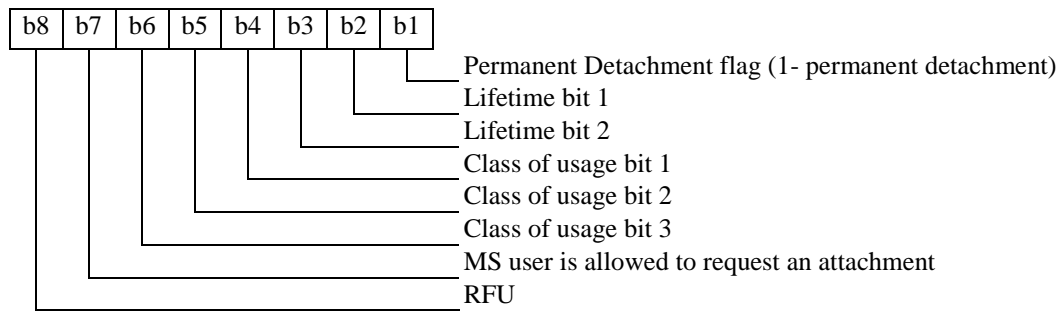 b8 b7 b6 b5 b4 b3 b2 b1
Permanent Detachment flag (1- permanent detachment)
Lifetime bit 1
Lifetime bit 2
Class of usage bit 1
Class of usage bit 2
Class of usage bit 3
MS user is allowed to request an attachment
RFU